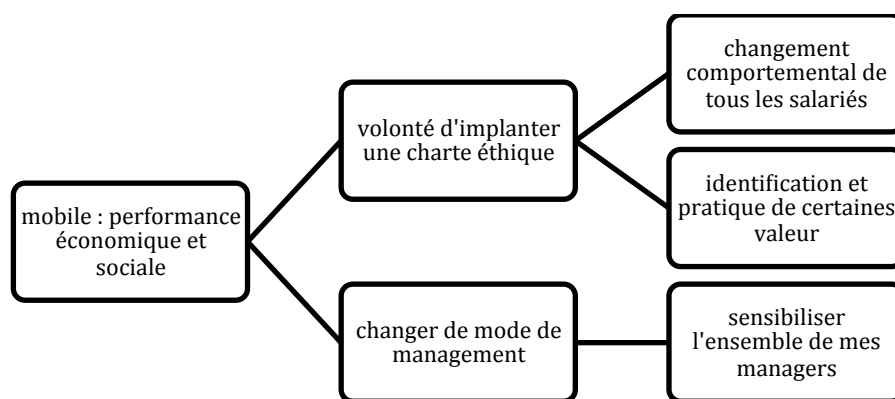 mobile : performance
économique et
sociale
volonté d'implanter
une charte éthique
changement
comportemental de
tous les salariés
identification et
pratique de certaines
valeur
changer de mode de
management
sensibiliser
l'ensemble de mes
managers